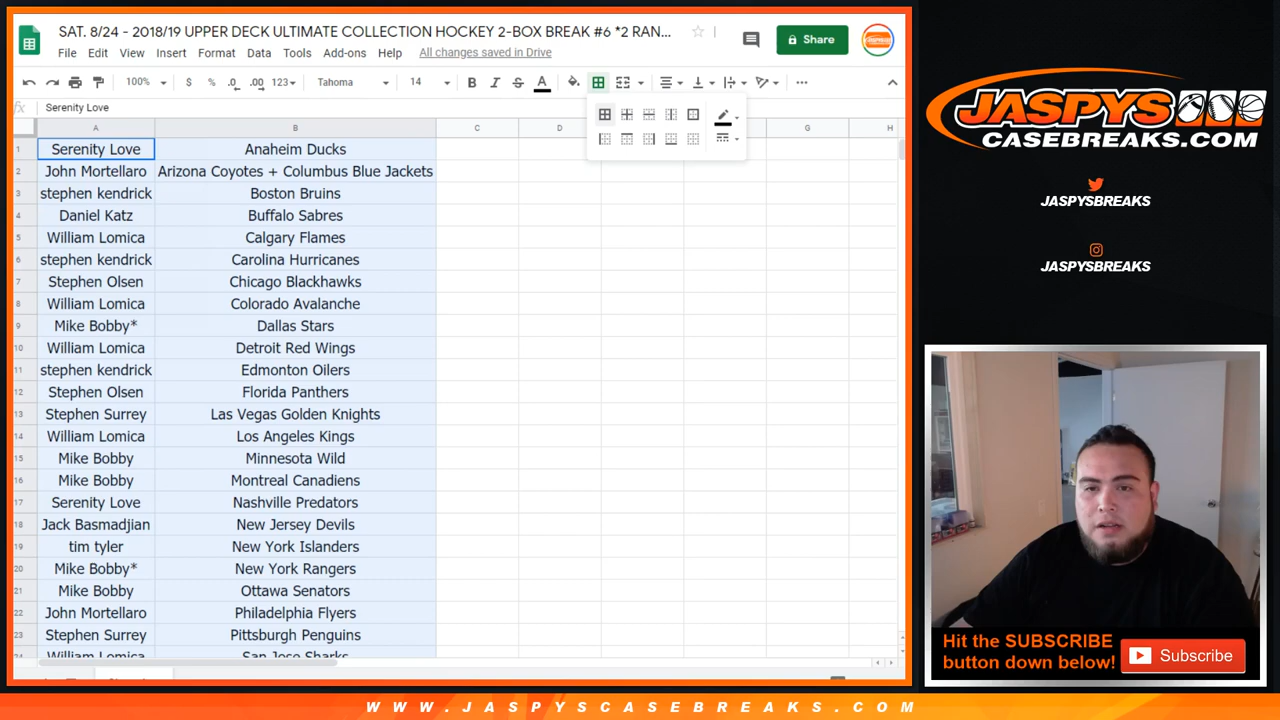 SAT. 8/24 - 2018/19 UPPER DECK ULTIMATE COLLECTION HOCKEY 2-BOX BREAK #6 *2 RAN...
Share
File Edit View Insert Format Data Tools Add-ons Help All changes saved in Drive
100% $ % .0 .00 123 Tahoma 14 B I S A
fx Serenity Love
A B C D G H
1 Serenity Love Anaheim Ducks
2 John Mortellaro Arizona Coyotes + Columbus Blue Jackets
3 stephen kendrick Boston Bruins
4 Daniel Katz Buffalo Sabres
5 William Lomica Calgary Flames
6 stephen kendrick Carolina Hurricanes
7 Stephen Olsen Chicago Blackhawks
8 William Lomica Colorado Avalanche
9 Mike Bobby* Dallas Stars
10 William Lomica Detroit Red Wings
11 stephen kendrick Edmonton Oilers
12 Stephen Olsen Florida Panthers
13 Stephen Surrey Las Vegas Golden Knights
14 William Lomica Los Angeles Kings
15 Mike Bobby Minnesota Wild
16 Mike Bobby Montreal Canadiens
17 Serenity Love Nashville Predators
18 Jack Basmadjian New Jersey Devils
19 tim tyler New York Islanders
20 Mike Bobby* New York Rangers
21 Mike Bobby Ottawa Senators
22 John Mortellaro Philadelphia Flyers
23 Stephen Surrey Pittsburgh Penguins
24 William Lomica San Jose Sharks
JASPYS
CASEBREAKS.COM
JASPYSBREAKS
JASPYSBREAKS
Hit the SUBSCRIBE
button down below!
Subscribe
WWW.JASPYSCASEBREAKS.COM